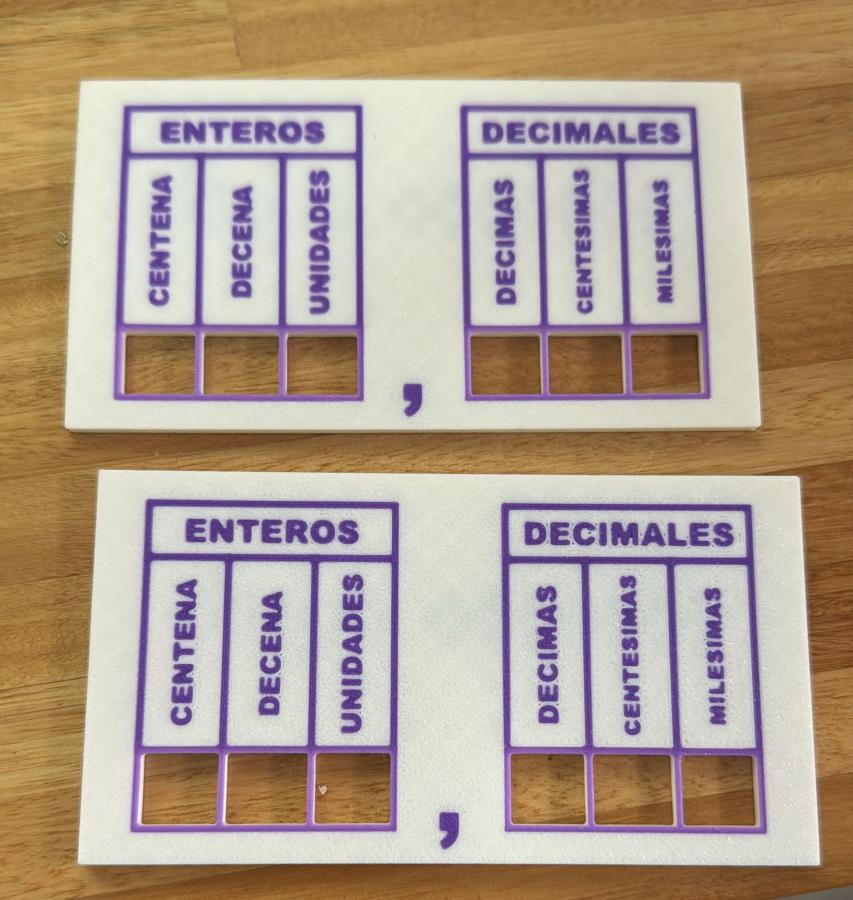 ENTEROS
DECIMALES
CENTENA
DECENA
UNIDADES
DECIMAS
CENTESIMAS
MILESIMAS
,
ENTEROS
DECIMALES
CENTENA
DECENA
UNIDADES
DECIMAS
CENTESIMAS
MILESIMAS
,